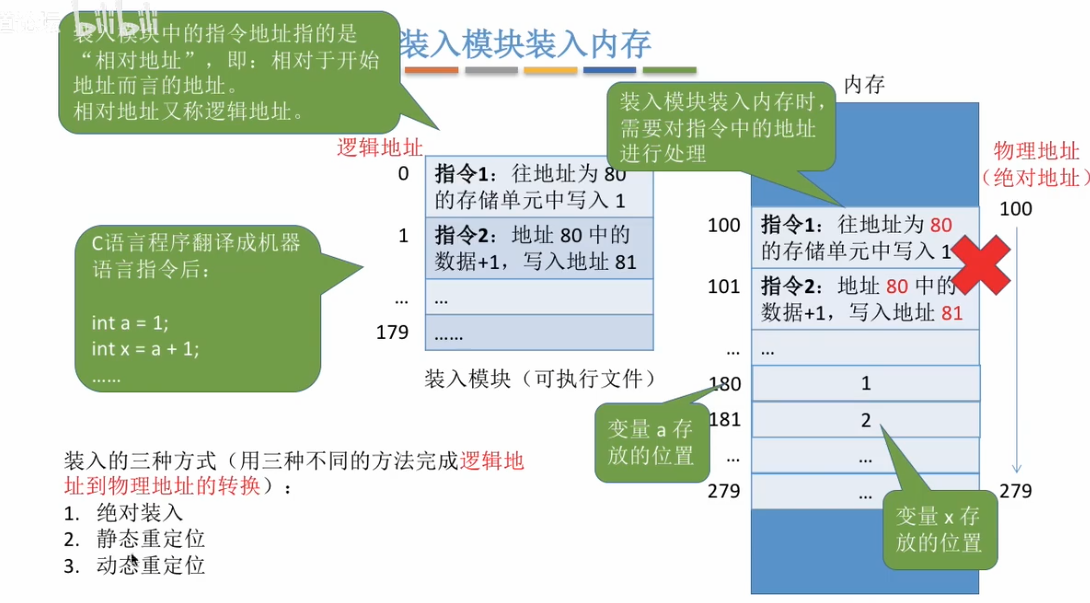 bilibili
装入模块装入内存
装入模块中的指令地址指的是
“相对地址”，即：相对于开始
地址而言的地址。
相对地址又称逻辑地址。
逻辑地址
0
指令1：往地址为 80
的存储单元中写入 1
1
指令2：地址 80 中的
数据+1，写入地址 81
...
...
179
......
装入模块（可执行文件）
C语言程序翻译成机器
语言指令后：
int a = 1;
int x = a + 1;
......
装入模块装入内存时，
需要对指令中的地址
进行处理
内存
物理地址
（绝对地址）
100
100
指令1：往地址为 80
的存储单元中写入 1
101
指令2：地址 80 中的
数据+1，写入地址 81
...
...
180
1
181
2
...
...
279
...
279
变量 a 存
放的位置
变量 x 存
放的位置
装入的三种方式（用三种不同的方法完成逻辑地
址到物理地址的转换）：
1. 绝对装入
2. 静态重定位
3. 动态重定位